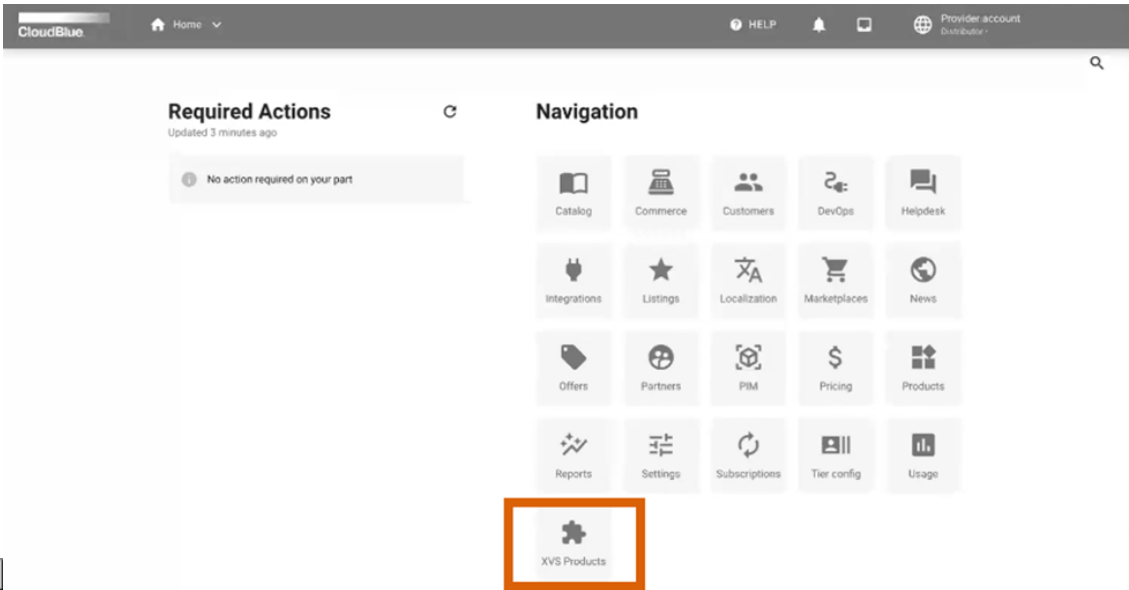 CloudBlue
Home
HELP
Provider account
Distributor
Required Actions
Updated 3 minutes ago
No action required on your part
Navigation
Catalog
Commerce
Customers
DevOps
Helpdesk
Integrations
Listings
Localization
Marketplaces
News
Offers
Partners
PIM
Pricing
Products
Reports
Settings
Subscriptions
Tier config
Usage
XVS Products